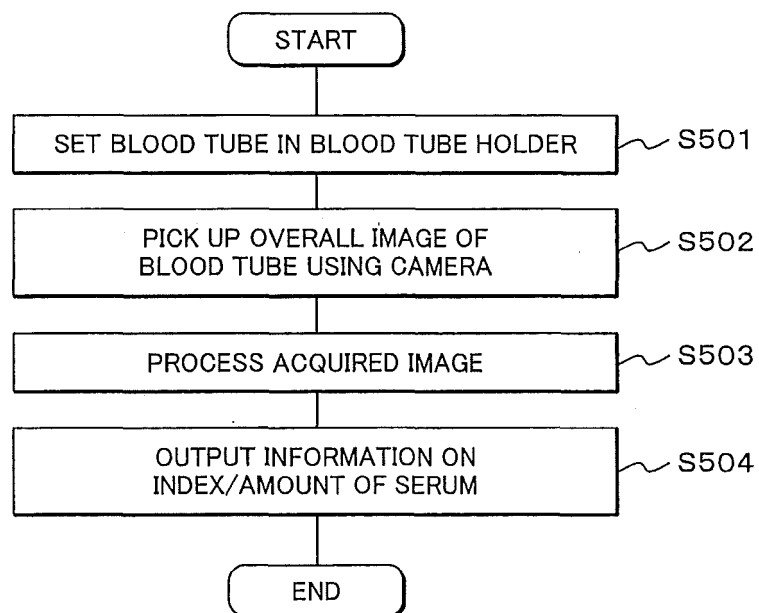 START
SET BLOOD TUBE IN BLOOD TUBE HOLDER
S501
PICK UP OVERALL IMAGE OF
BLOOD TUBE USING CAMERA
S502
PROCESS ACQUIRED IMAGE
S503
OUTPUT INFORMATION ON
INDEX/AMOUNT OF SERUM
S504
END